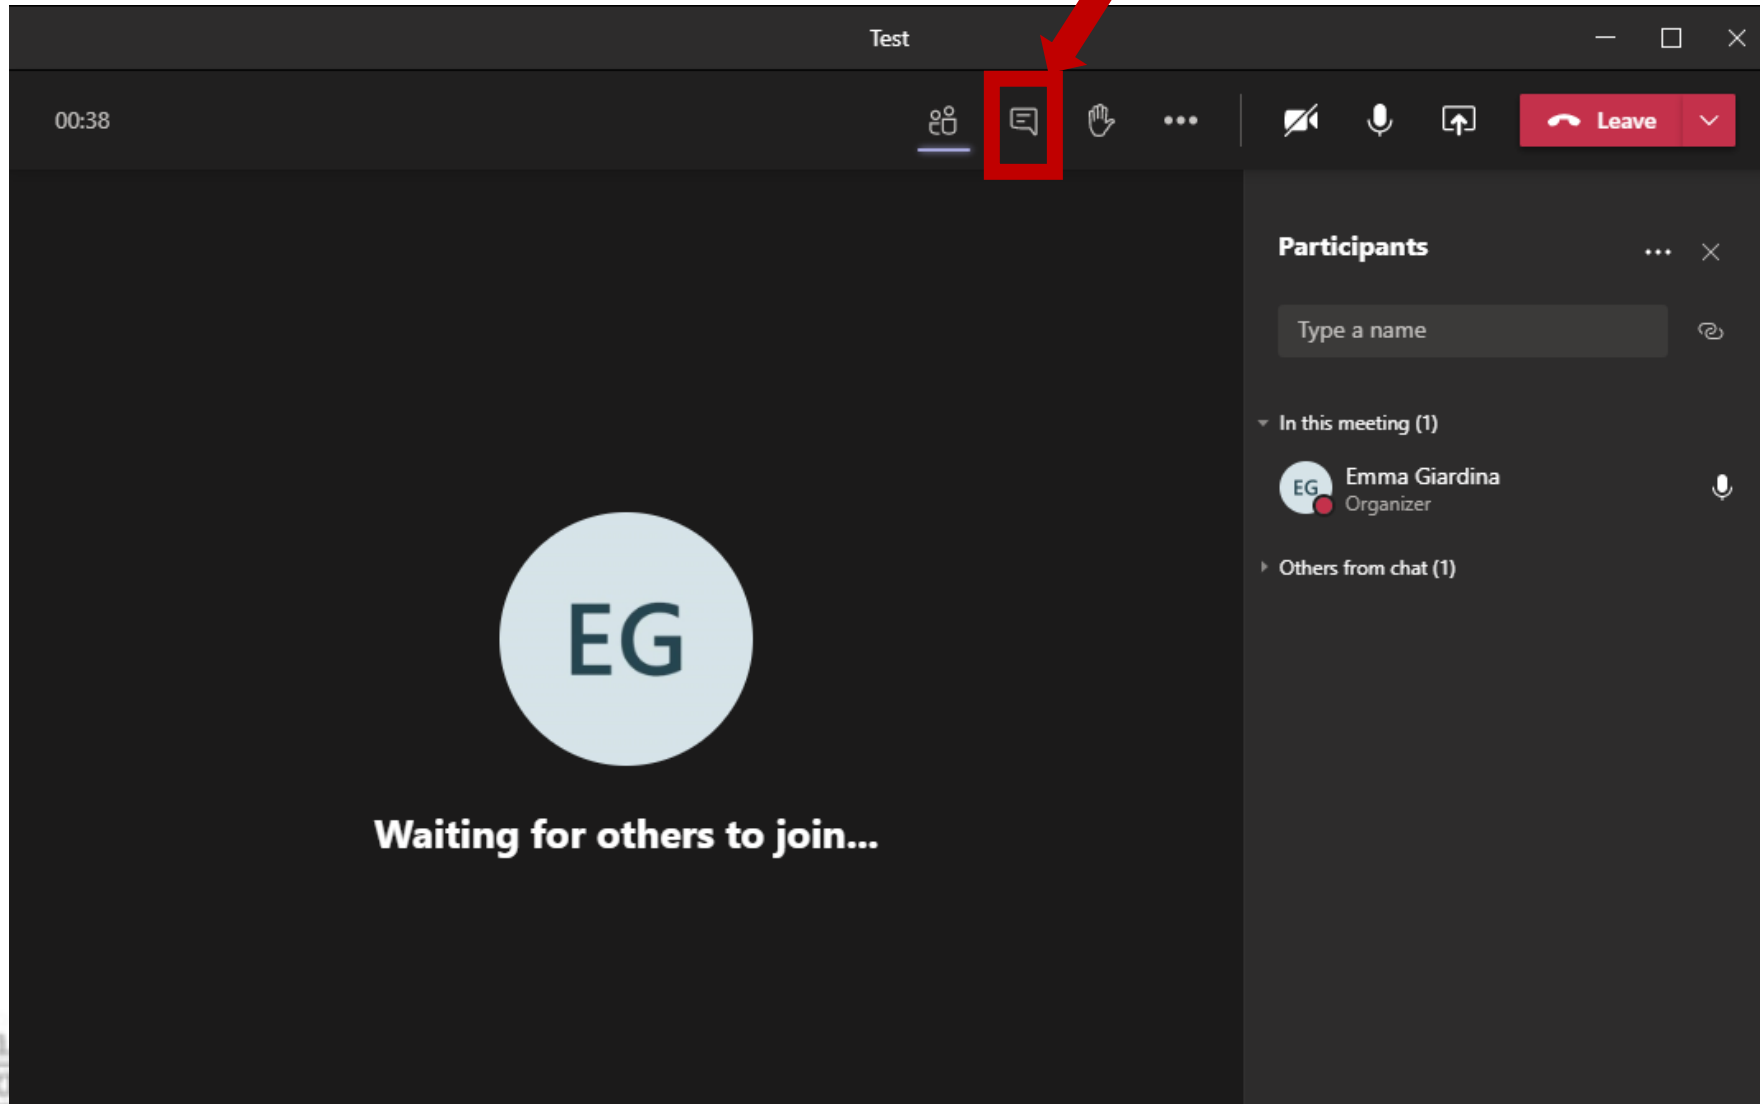 Test
00:38
Leave
Participants
Type a name
In this meeting (1)
EG
Emma Giardina
Organizer
Others from chat (1)
EG
Waiting for others to join...